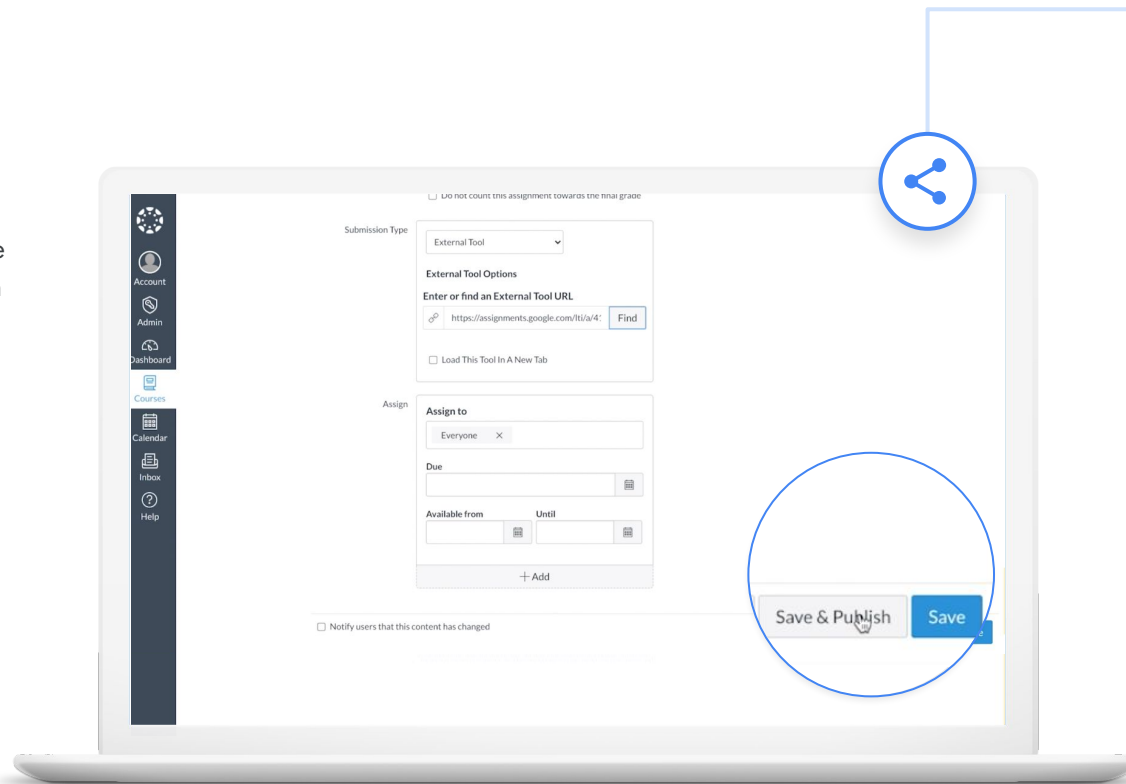 Do not count this assignment towards the final grade
Submission Type
External Tool
External Tool Options
Enter or find an External Tool URL
https://assignments.google.com/lti/a/4
Find
Load This Tool In A New Tab
Account
Admin
Dashboard
Courses
Calendar
Inbox
Help
Assign
Assign to
Everyone
Due
Available from Until
+ Add
Notify users that this content has changed
Save & Publish Save